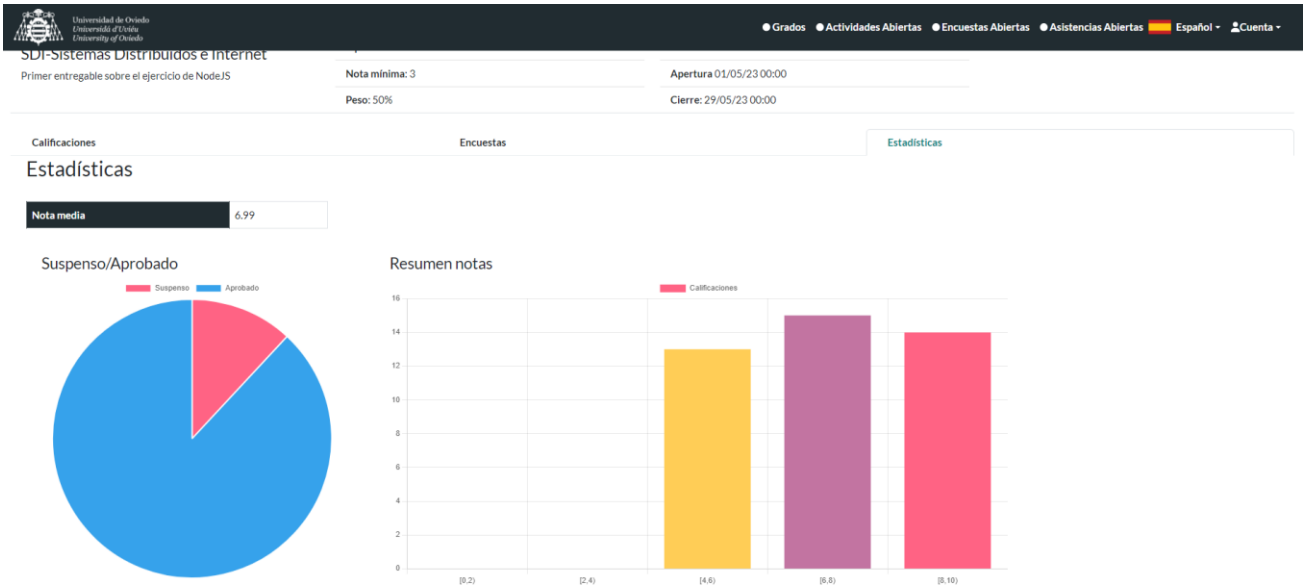 Universidad de Oviedo
Universidá d'Uviéu
University of Oviedo
Grados Actividades Abiertas Encuestas Abiertas Asistencias Abiertas Español Cuenta
SDI-Sistemas Distribuidos e Internet
Primer entregable sobre el ejercicio de NodeJS
Nota mínima: 3
Apertura 01/05/23 00:00
Peso: 50%
Cierre: 29/05/23 00:00
Calificaciones Encuestas Estadísticas
Estadísticas
Nota media 6.99
Suspenso/Aprobado
Suspenso Aprobado
Resumen notas
Calificaciones
16
14
12
10
8
6
4
2
0
[0,2) [2,4) [4,6) [6,8) [8,10)